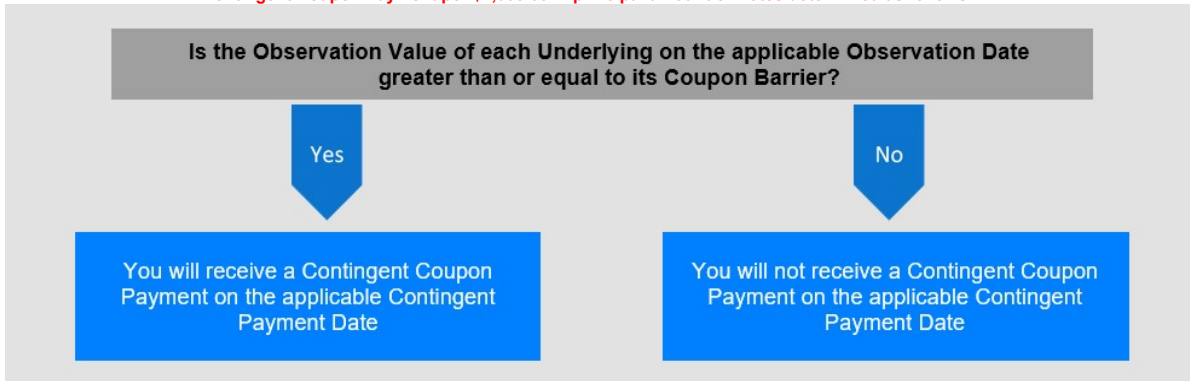 Is the Observation Value of each Underlying on the applicable Observation Date
greater than or equal to its Coupon Barrier?
Yes
No
You will receive a Contingent Coupon
Payment on the applicable Contingent
Payment Date
You will not receive a Contingent Coupon
Payment on the applicable Contingent
Payment Date